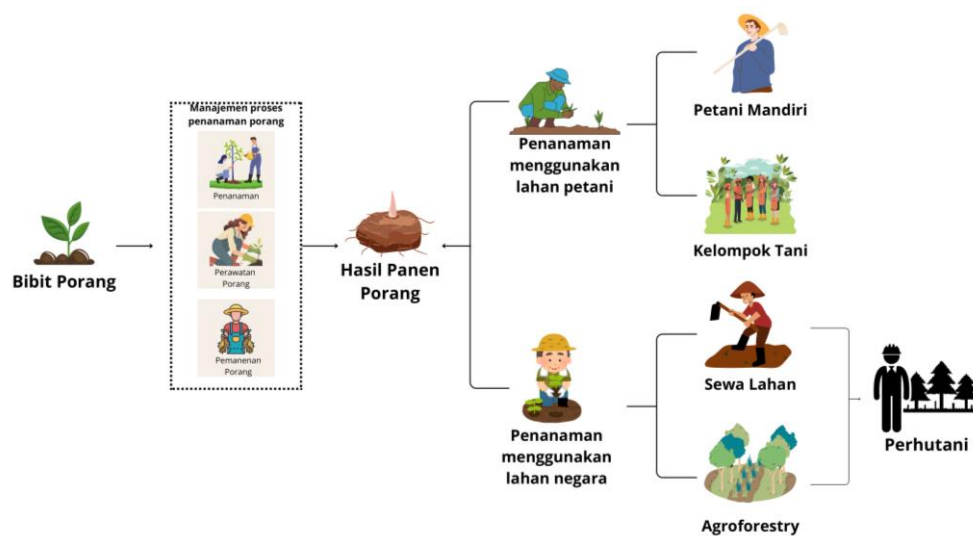 Bibit Porang
Manajemen proses
penanaman porang
Penanaman
Perawatan
Porang
Pemanenan
Porang
Hasil Panen
Porang
Penanaman
menggunakan
lahan petani
Petani Mandiri
Kelompok Tani
Penanaman
menggunakan
lahan negara
Sewa Lahan
Agroforestry
Perhutani